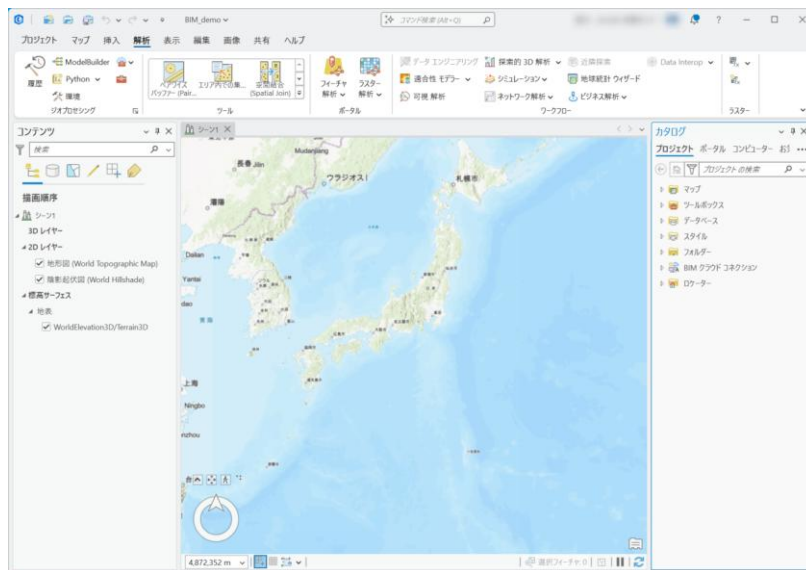 BIM_demo
コマンド検索 (Alt+Q)
?
プロジェクト マップ 挿入 解析 表示 編集 画像 共有 ヘルプ
履歴
ModelBuilder
Python
環境
ジオプロセシング
ペアワイズ バッファー (Pair...
エリア内での集...
空間結合 (Spatial Join)
ツール
フィーチャ 解析
ラスター 解析
ポータル
データ エンジニアリング 探索的 3D 解析 近隣探索
適合性 モデラー シミュレーション 地球統計 ウィザード
可視 解析 ネットワーク解析 ビジネス解析
ワークフロー
Data Interop
ラスター
コンテンツ
検索
描画順序
シーン1
3D レイヤー
2D レイヤー
地形図 (World Topographic Map)
陰影起伏図 (World Hillshade)
標高サーフェス
地表
WorldElevation3D/Terrain3D
シーン1
Mudanjiang
長春 Jilin
ウラジオス
札幌市
瀋陽
Dalian
Yantai
上海
Ningbo
4,872,352 m
選択フィーチャ: 0
カタログ
プロジェクト ポータル コンピューター お
プロジェクトの検索
マップ
ツールボックス
データベース
スタイル
フォルダー
BIM クラウド コネクション
ロケーター